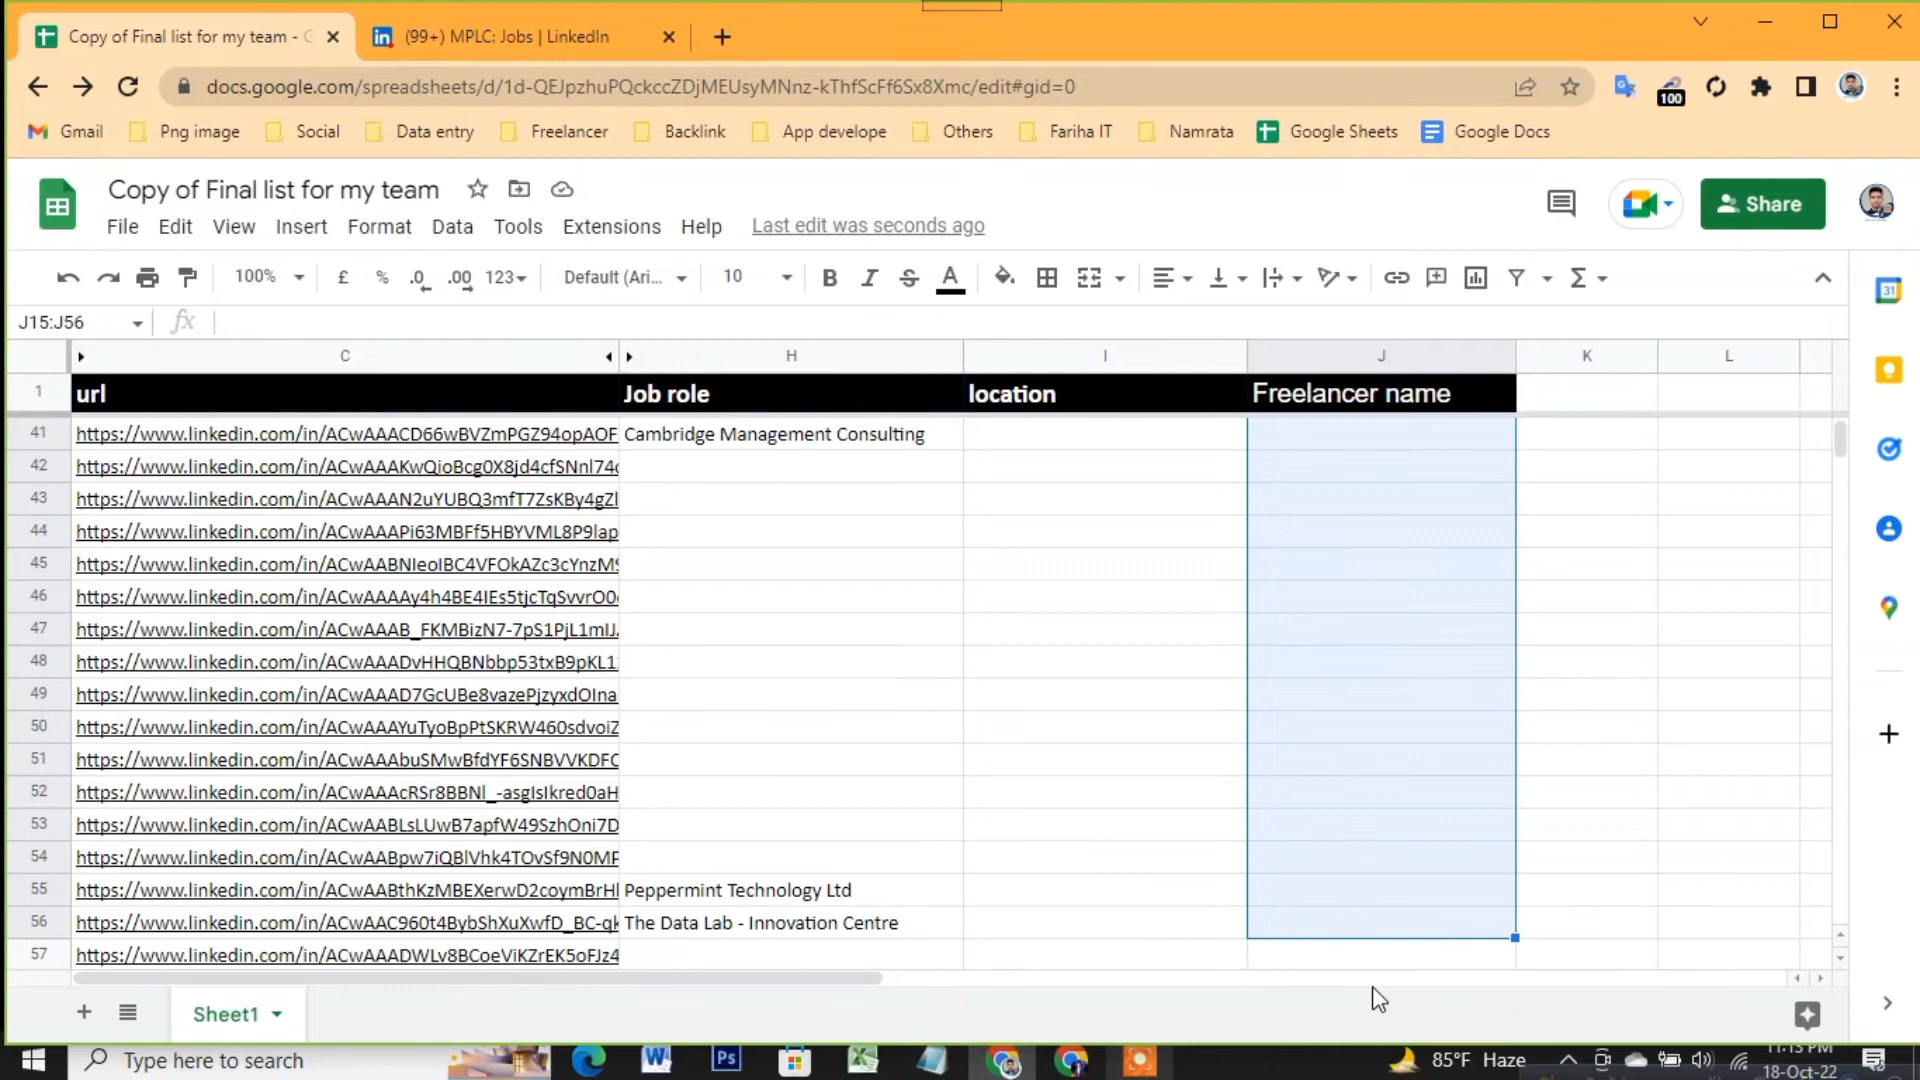 Copy of Final list for my team - G
(99+) MPLC: Jobs | LinkedIn
docs.google.com/spreadsheets/d/1d-QEJpzhuPQckccZDjMEUsyMNnz-kThfScFf6Sx8Xmc/edit#gid=0
100
Gmail Png image Social Data entry Freelancer Backlink App develope Others Fariha IT Namrata Google Sheets Google Docs
Copy of Final list for my team
Share
File Edit View Insert Format Data Tools Extensions Help Last edit was seconds ago
100% £ % .0 .00 123 Default (Ari... 10 B I S A
31
J15:J56 fx
C H I J K L
1 url Job role location Freelancer name
41 https://www.linkedin.com/in/ACwAAACD66wBVZmPGZ94opAOF Cambridge Management Consulting
42 https://www.linkedin.com/in/ACwAAAKwQioBcg0X8jd4cfSNnl74
43 https://www.linkedin.com/in/ACwAAAN2uYUBQ3mfT7ZsKBy4gZl
44 https://www.linkedin.com/in/ACwAAAPi63MBFf5HBYVML8P9lap
45 https://www.linkedin.com/in/ACwAABNIeoIBC4VFOkAZc3cYnzM
46 https://www.linkedin.com/in/ACwAAAAy4h4BE4IEs5tjcTqSvvrO0
47 https://www.linkedin.com/in/ACwAAAB_FKMBizN7-7pS1PjL1mIJ
48 https://www.linkedin.com/in/ACwAAADvHHQBNbbp53txB9pKL1
49 https://www.linkedin.com/in/ACwAAAD7GcUBe8vazePjzyxdOIna
50 https://www.linkedin.com/in/ACwAAAYuTyoBpPtSKRW460sdvoiZ
51 https://www.linkedin.com/in/ACwAAAbuSMwBfdYF6SNBVVKDFC
52 https://www.linkedin.com/in/ACwAAAcRSr8BBNl_-asgIsIkred0aH
53 https://www.linkedin.com/in/ACwAABLsLUwB7apfW49SzhOni7D
54 https://www.linkedin.com/in/ACwAABpw7iQBlVhk4TOvSf9N0MP
55 https://www.linkedin.com/in/ACwAABthKzMBEXerwD2coymBrHl Peppermint Technology Ltd
56 https://www.linkedin.com/in/ACwAAC960t4BybShXuXwfD_BC-qk The Data Lab - Innovation Centre
57 https://www.linkedin.com/in/ACwAAADWLv8BCoeViKZrEK5oFJz4
Sheet1
Type here to search
85°F Haze
11:13 PM
18-Oct-22